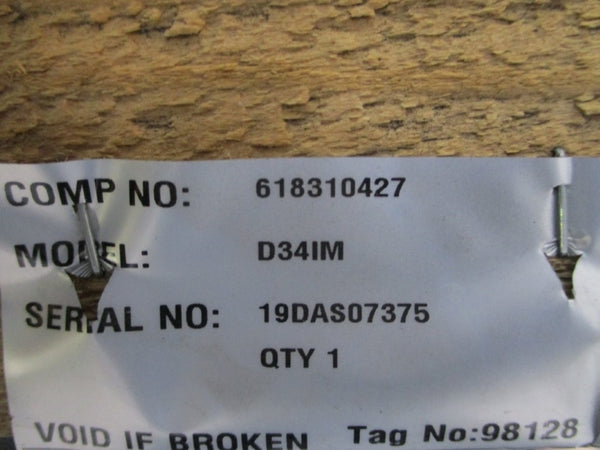 COMP NO: 618310427
MODEL: D34IM
SERIAL NO: 19DAS07375
QTY 1
VOID IF BROKEN Tag No:98128